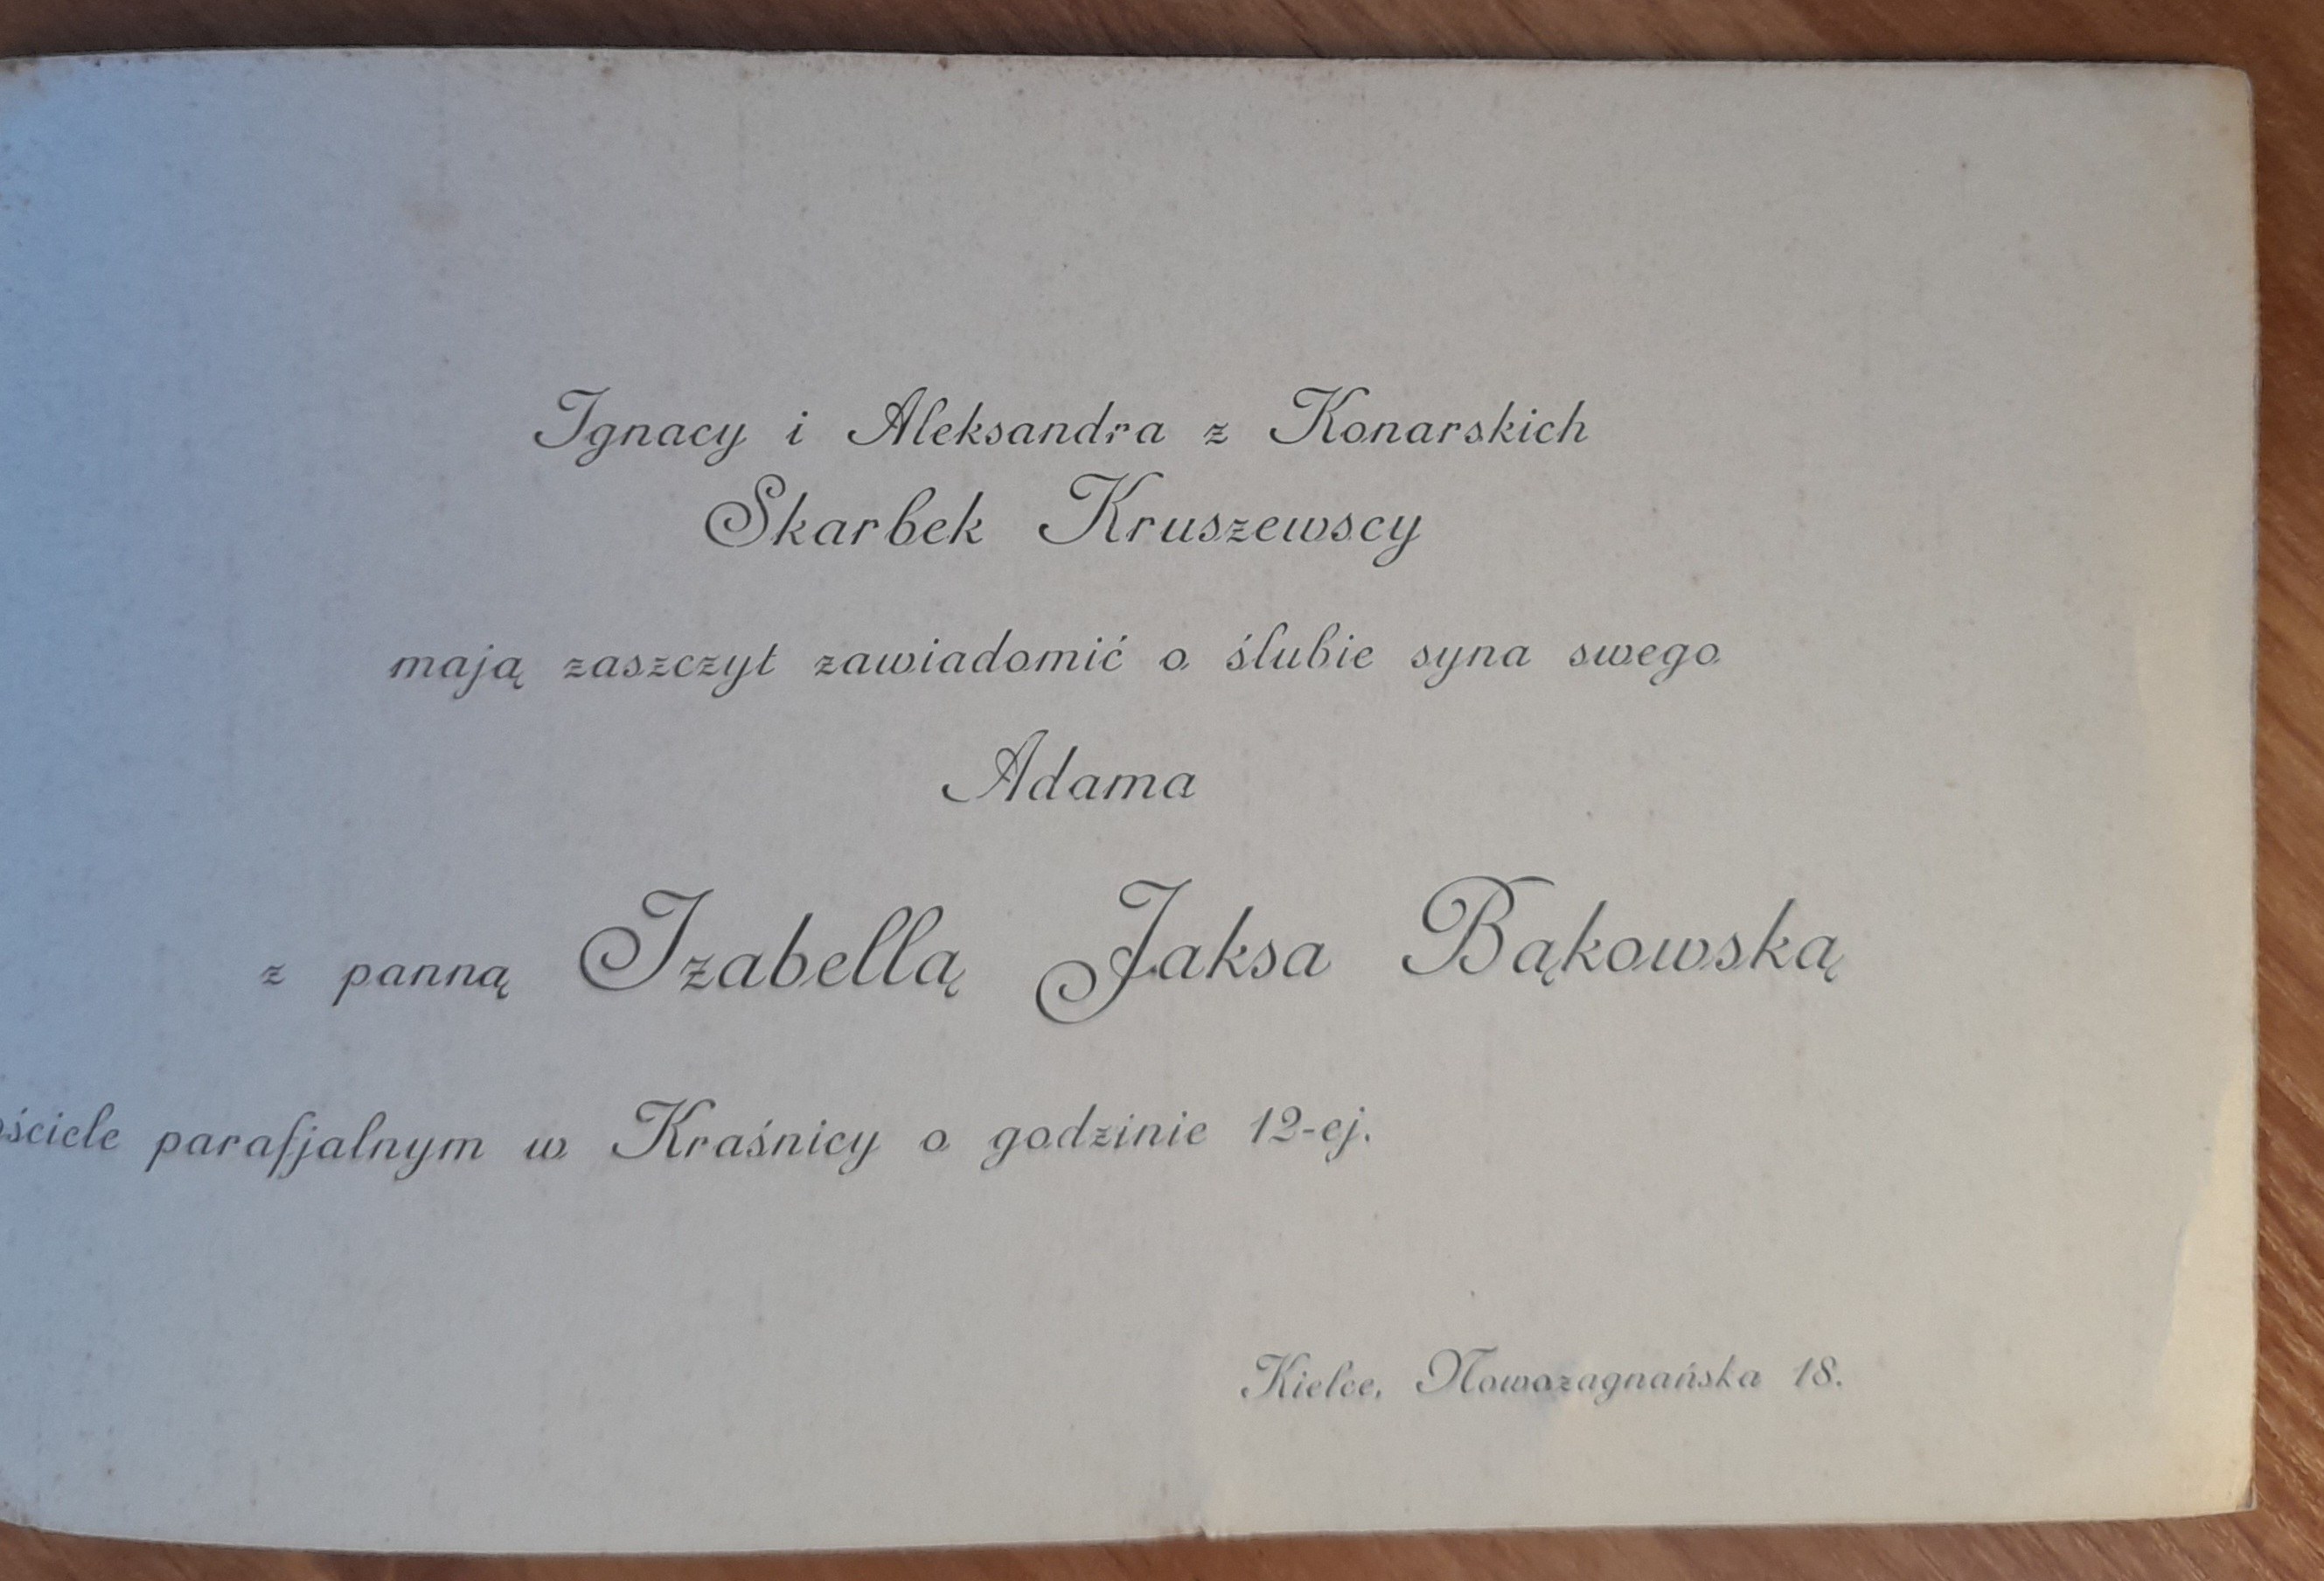 Ignacy i Aleksandra z Konarskich
Skarbek Kruszewscy
mają zaszczyt zawiadomić o ślubie syna swego
Adama
z panną Izabellą Jaksa Bąkowską
ościele parafjalnym w Kraśnicy o godzinie 12-ej.
Kielce, Nowozagnańska 18.